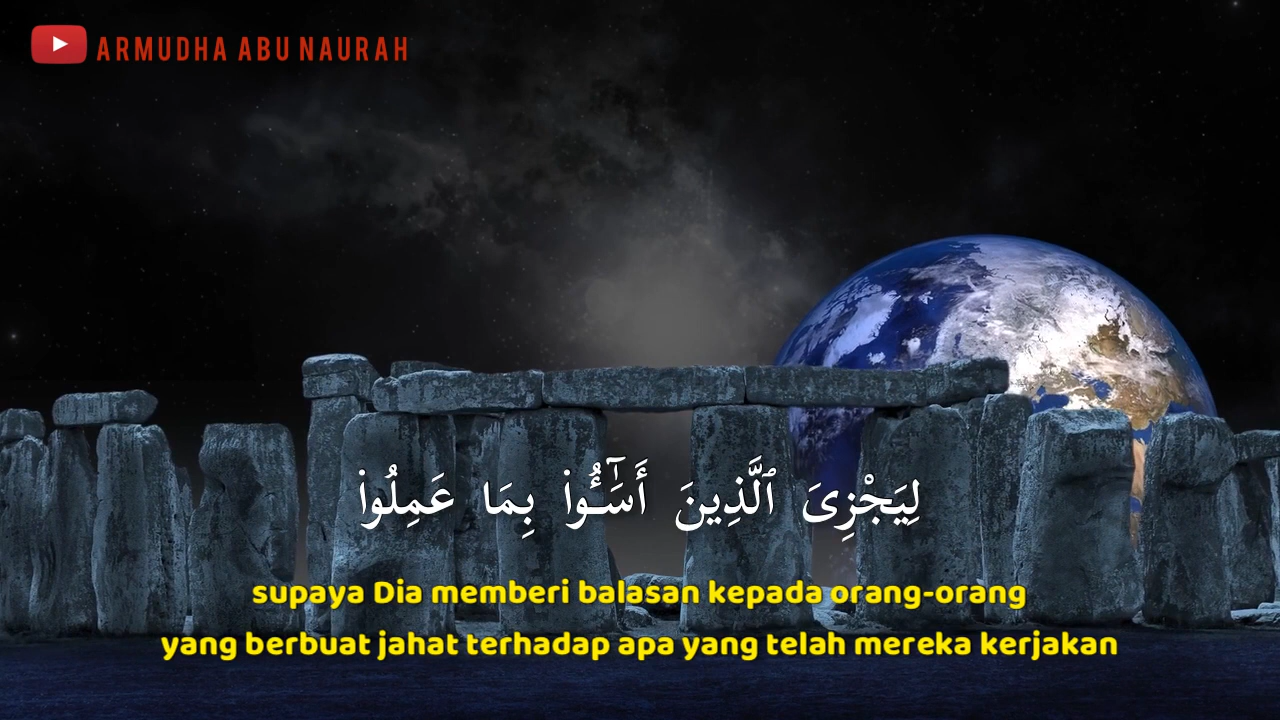 ARMUDHA ABU NAURAH
لِيَجْزِىَ ٱلَّذِينَ أَسَٰٓـُٔوا۟ بِمَا عَمِلُوا۟
supaya Dia memberi balasan kepada orang-orang
yang berbuat jahat terhadap apa yang telah mereka kerjakan